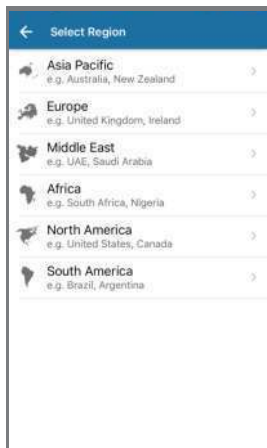 Select Region
Asia Pacific
e.g. Australia, New Zealand
Europe
e.g. United Kingdom, Ireland
Middle East
e.g. UAE, Saudi Arabia
Africa
e.g. South Africa, Nigeria
North America
e.g. United States, Canada
South America
e.g. Brazil, Argentina